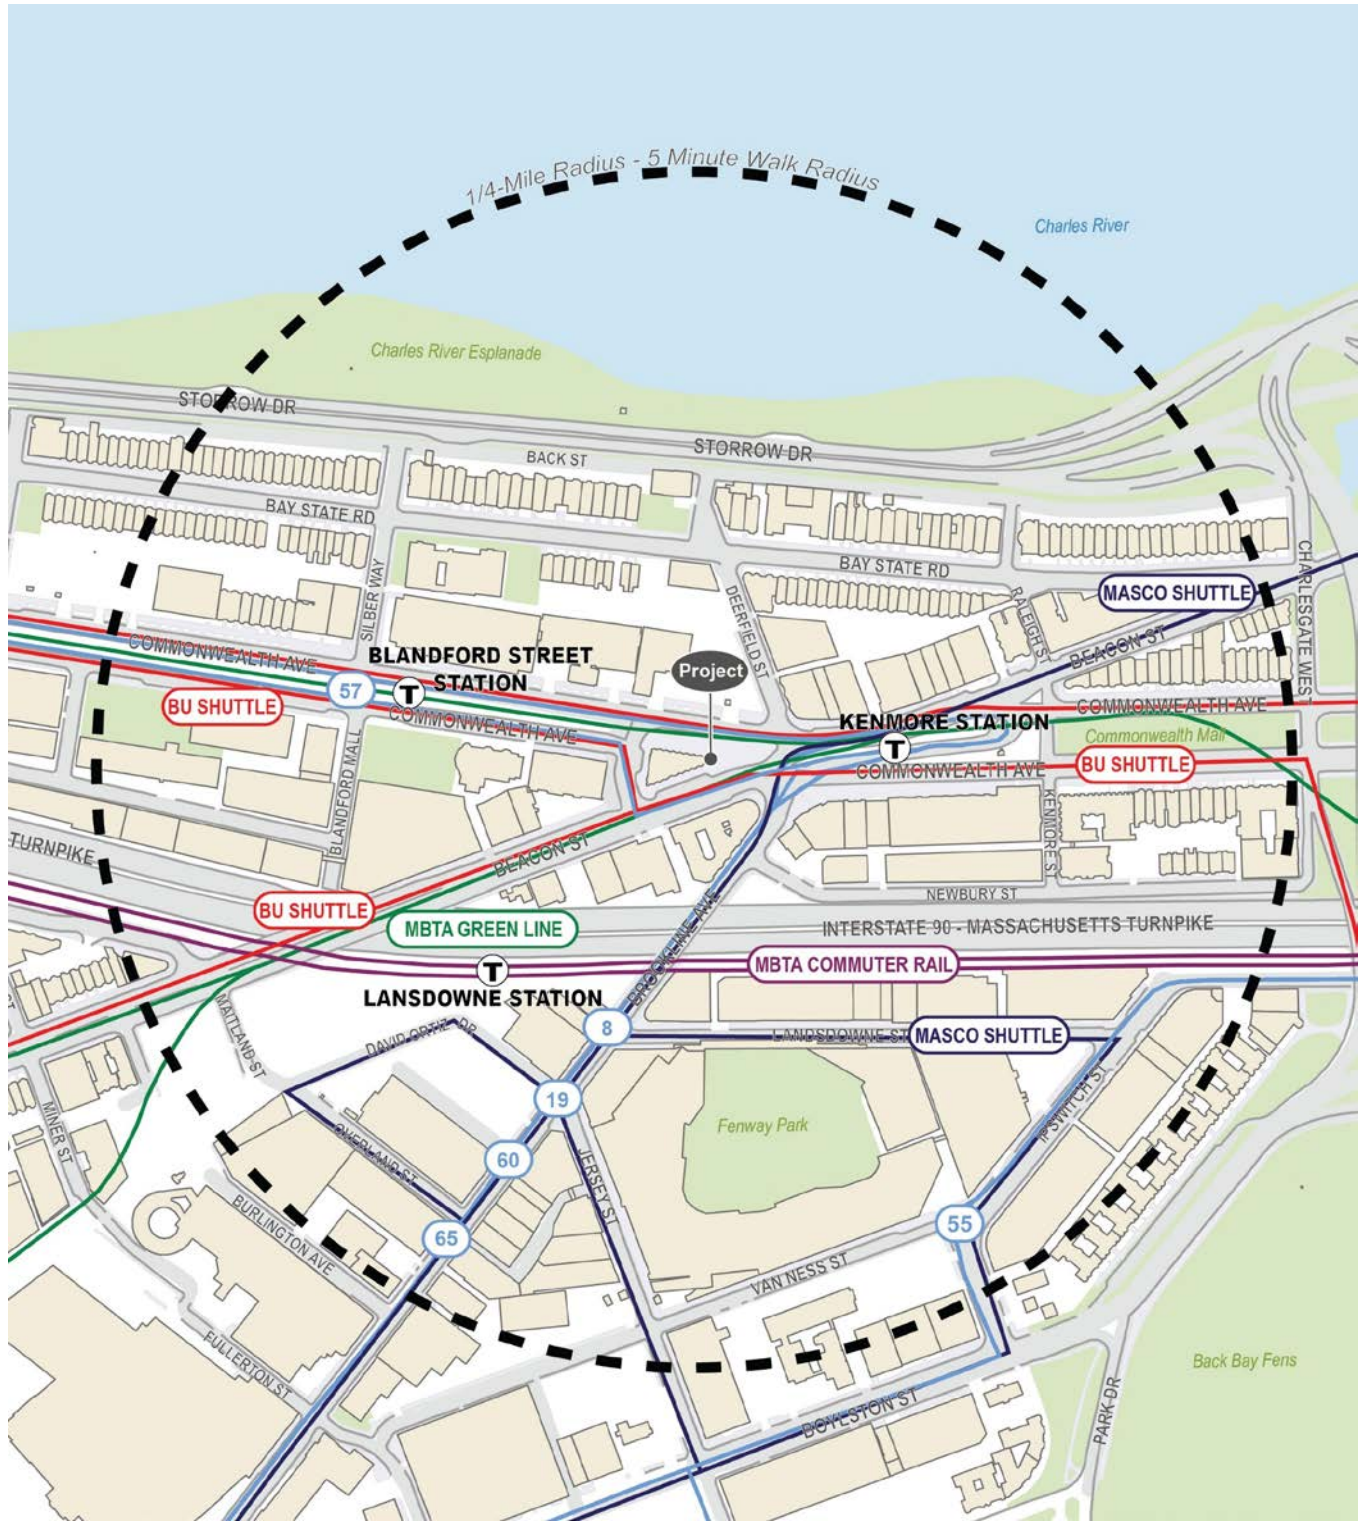 1/4-Mile Radius - 5 Minute Walk Radius
Charles River
Charles River Esplanade
STORROW DR
STORROW DR
BACK ST
BAY STATE RD
BAY STATE RD
SILBER WAY
DEERFIELD ST
RALEIGH ST
CHARLESGATE WEST
MASCO SHUTTLE
BEACON ST
COMMONWEALTH AVE
BLANDFORD STREET
STATION
Project
57
T
BU SHUTTLE
COMMONWEALTH AVE
KENMORE STATION
T
COMMONWEALTH AVE
Commonwealth Mall
COMMONWEALTH AVE
BU SHUTTLE
BLANDFORD MALL
KENMORE ST
TURNPIKE
BEACON ST
NEWBURY ST
BU SHUTTLE
MBTA GREEN LINE
BROOKLINE AVE
INTERSTATE 90 - MASSACHUSETTS TURNPIKE
MBTA COMMUTER RAIL
T
LANSDOWNE STATION
ST
MAITLAND ST
DAVID ORTIZ DR
8
LANDSDOWNE ST
MASCO SHUTTLE
MINER ST
19
IPSWITCH ST
Fenway Park
OVERLAND ST
60
JERSEY ST
BURLINGTON AVE
65
55
VAN NESS ST
FULLERTON ST
Back Bay Fens
BOYLSTON ST
PARK DR